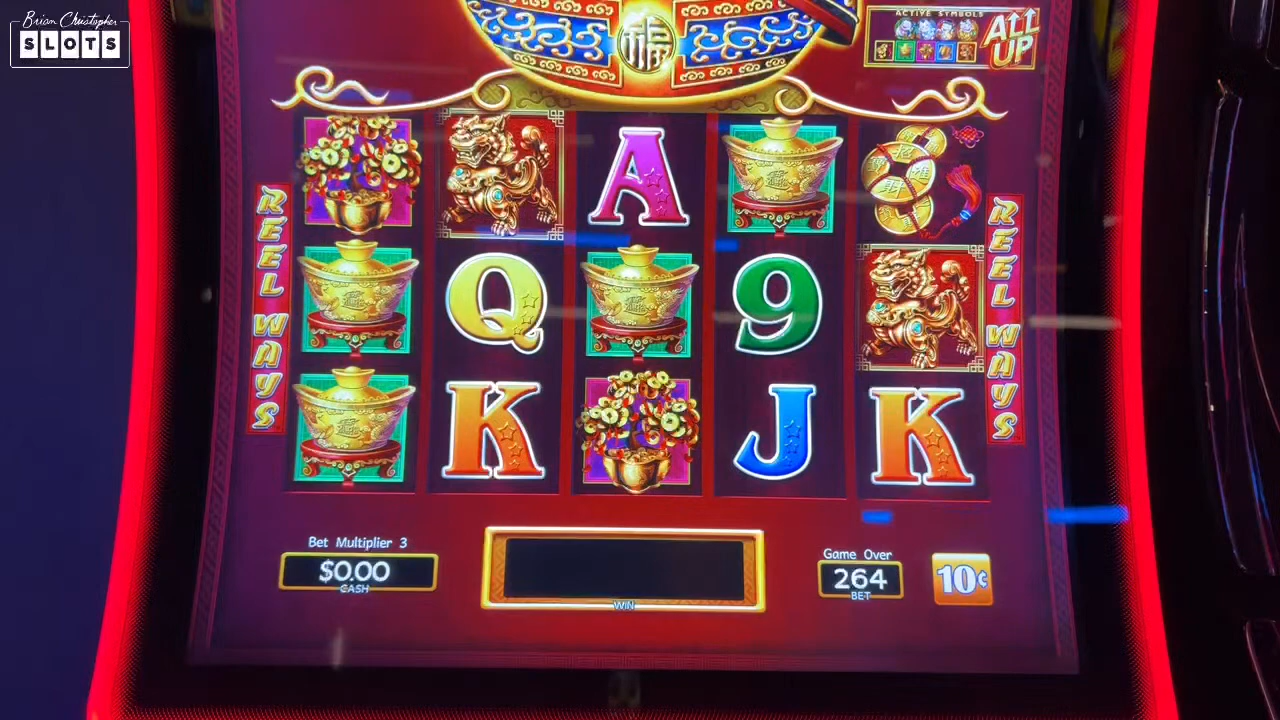 Brian Christopher
SLOTS
ACTIVE SYMBOLS
ALL
UP
福
A
REEL WAYS
Q
9
REEL WAYS
K
J
K
Bet Multiplier 3
$0.00
CASH
WIN
Game Over
264
BET
10¢